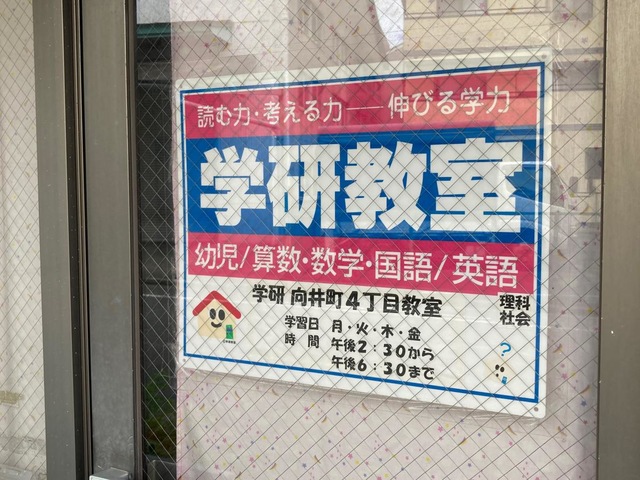 読む力・考える力──伸びる学力
学研教室
幼児/算数・数学・国語/英語
学研 向井町4丁目教室
理科
社会
学習日 月・火・木・金
時間 午後2:30から
午後6:30まで
?